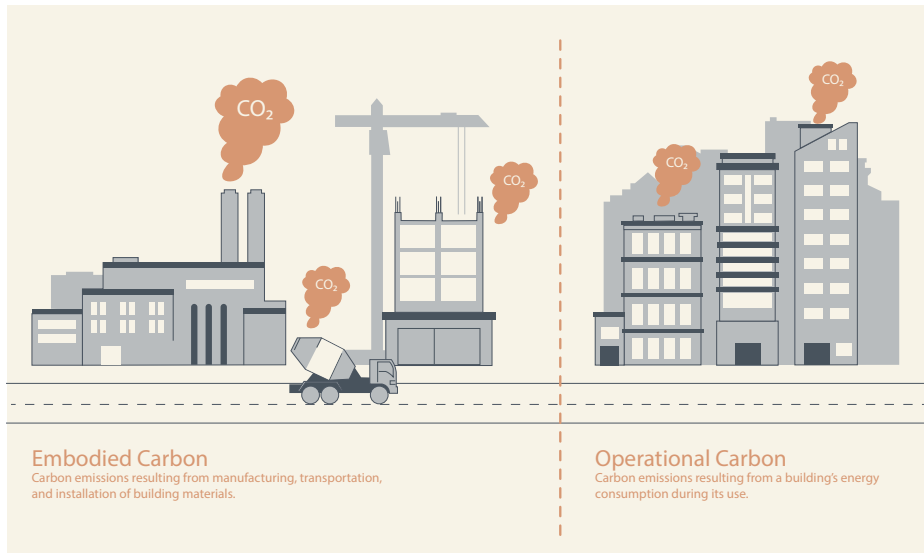 CO₂
CO₂
CO₂
CO₂
CO₂
Embodied Carbon
Carbon emissions resulting from manufacturing, transportation,
and installation of building materials.
Operational Carbon
Carbon emissions resulting from a building's energy
consumption during its use.